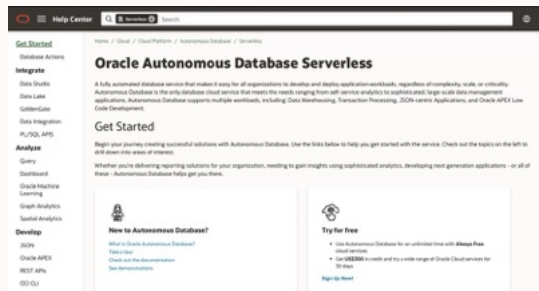 Help Center
Serverless
Search
Home / Cloud / Cloud Platform / Autonomous Database / Serverless
Get Started
Database Actions
Integrate
Data Studio
Data Lake
GoldenGate
Data Integration
PL/SQL APIS
Analyze
Query
Dashboard
Oracle Machine
Learning
Graph Analytics
Spatial Analytics
Develop
JSON
Oracle APEX
REST APIs
OCI CLI
Oracle Autonomous Database Serverless
A fully automated database service that makes it easy for all organizations to develop and deploy application workloads, regardless of complexity, scale, or criticality.
Autonomous Database is the only database cloud service that meets the needs ranging from self-service analytics to sophisticated, large-scale data management
applications. Autonomous Database supports multiple workloads, including: Data Warehousing, Transaction Processing, JSON-centric Applications, and Oracle APEX Low
Code Development.
Get Started
Begin your journey creating successful solutions with Autonomous Database. Use the links below to help you get started with the service. Check out the topics on the left to
drill down into areas of interest.
Whether you're delivering reporting solutions for your organization, needing to gain insights using sophisticated analytics, developing next generation applications - or all of
these - Autonomous Database helps get you there.
New to Autonomous Database?
What is Oracle Autonomous Database?
Take a tour
Check out the documentation
See demonstrations
Try for free
Use Autonomous Database for an unlimited time with Always Free
cloud services
Get US$300 in credit and try a wide range of Oracle Cloud services for
30 days
Sign Up Now!